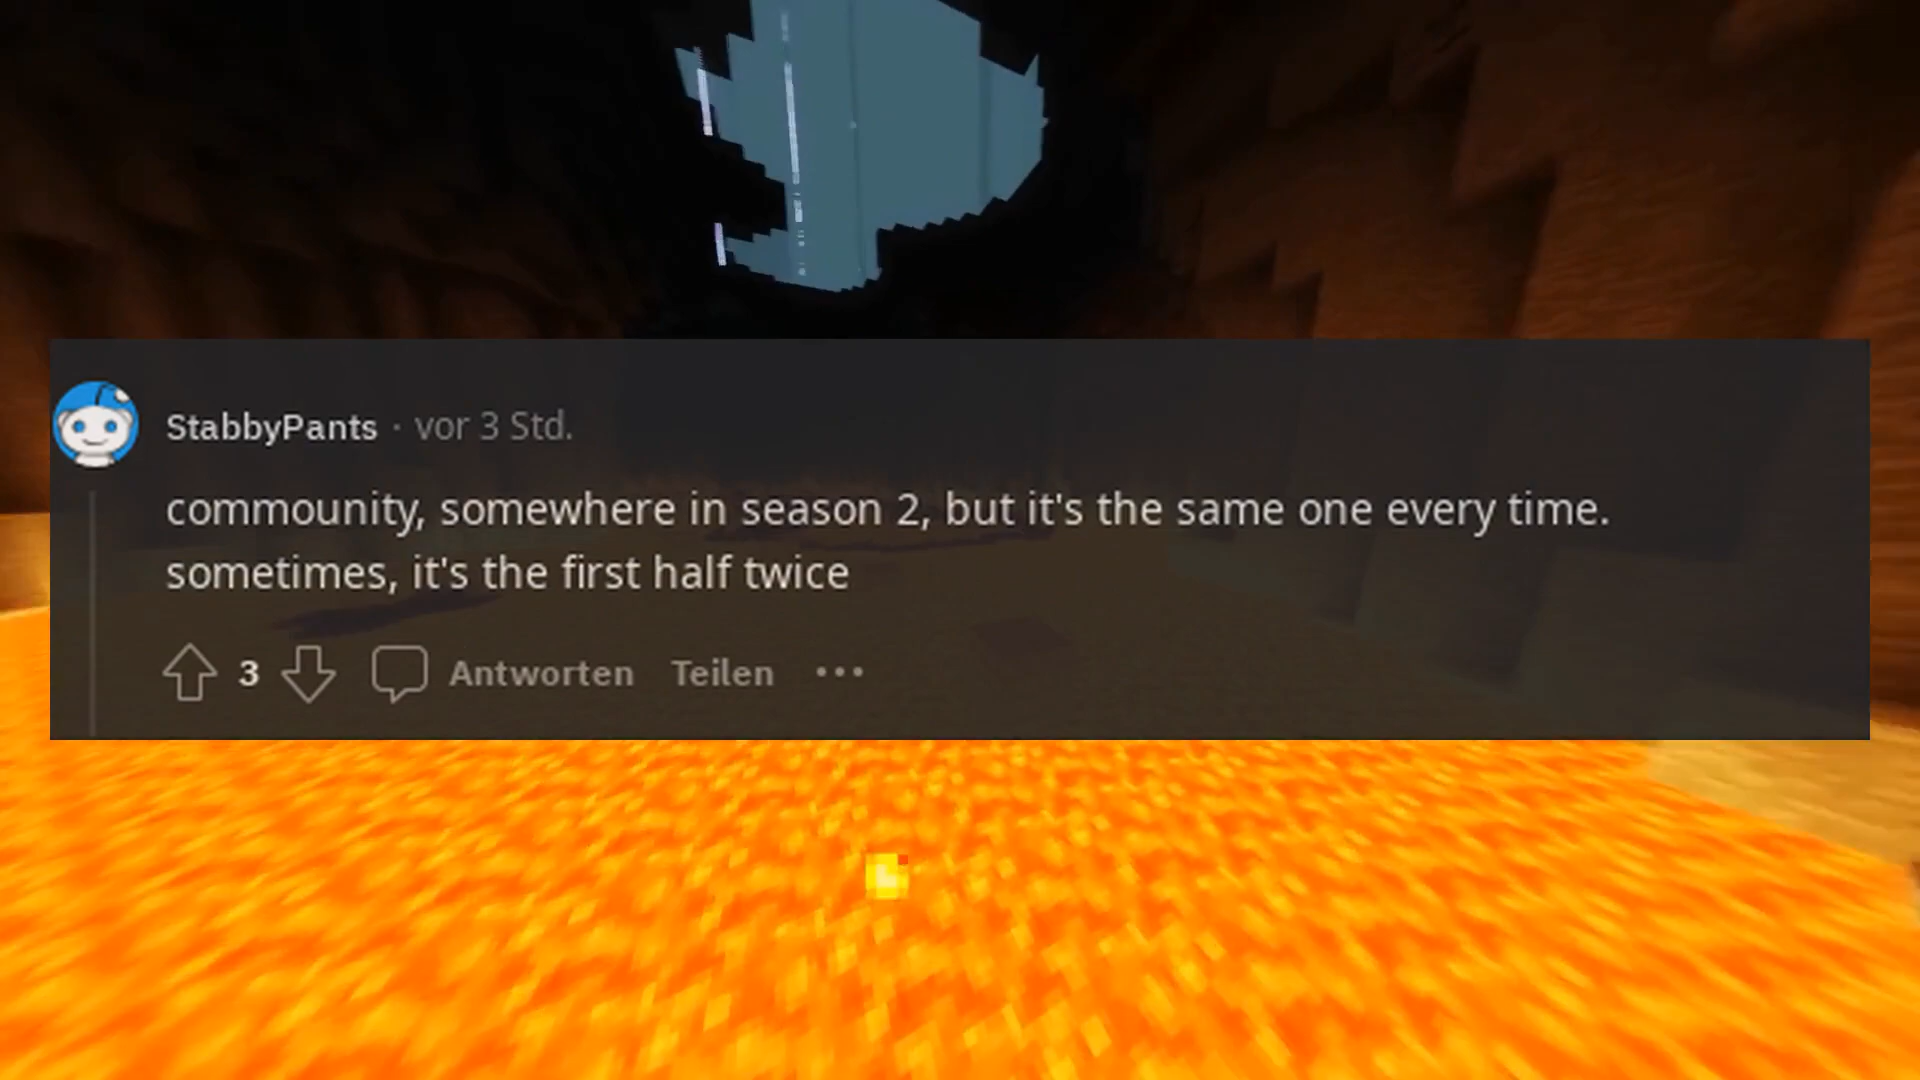 StabbyPants · vor 3 Std.
commounity, somewhere in season 2, but it's the same one every time.
sometimes, it's the first half twice
3 Antworten Teilen ...